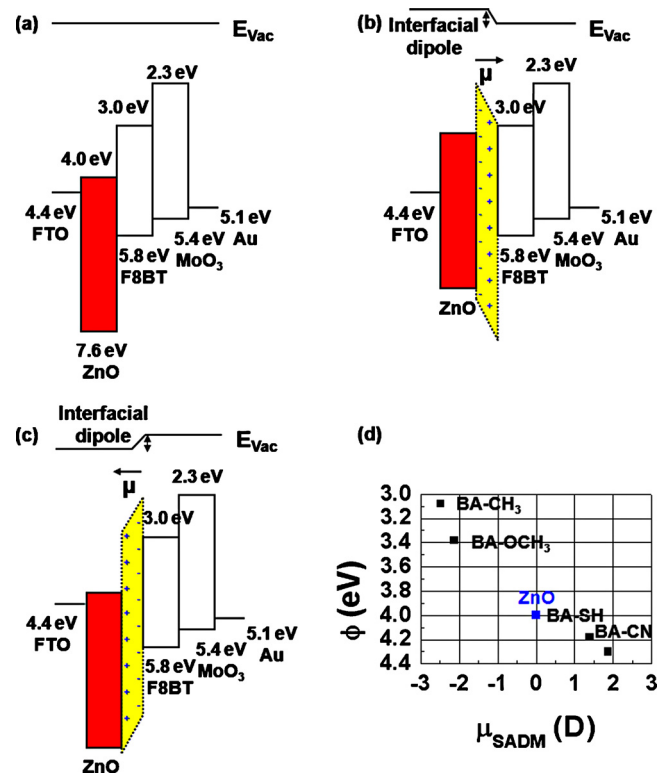 (a)
E_Vac
2.3 eV
3.0 eV
4.0 eV
4.4 eV
FTO
5.1 eV
Au
5.4 eV
MoO₃
5.8 eV
F8BT
7.6 eV
ZnO
(b)
Interfacial
dipole
E_Vac
μ
2.3 eV
3.0 eV
4.4 eV
FTO
5.1 eV
Au
5.4 eV
MoO₃
5.8 eV
F8BT
ZnO
- - - - - - -
+ + + + + + +
(c)
Interfacial
dipole
E_Vac
μ
2.3 eV
3.0 eV
4.4 eV
FTO
5.1 eV
Au
5.4 eV
MoO₃
5.8 eV
F8BT
ZnO
+ + + + + + + +
- - - - - - - -
(d)
3.0
3.2
3.4
3.6
3.8
4.0
4.2
4.4
ϕ (eV)
BA-CH₃
BA-OCH₃
ZnO
BA-SH
BA-CN
-3 -2 -1 0 1 2 3
μ_SADM (D)